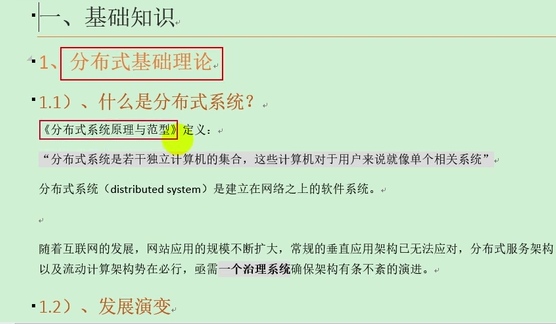 一、基础知识
1、分布式基础理论
1.1）、什么是分布式系统？
《分布式系统原理与范型》定义：
“分布式系统是若干独立计算机的集合，这些计算机对于用户来说就像单个相关系统”
分布式系统（distributed system）是建立在网络之上的软件系统。
随着互联网的发展，网站应用的规模不断扩大，常规的垂直应用架构已无法应对，分布式服务架构
以及流动计算架构势在必行，亟需一个治理系统确保架构有条不紊的演进。
1.2）、发展演变